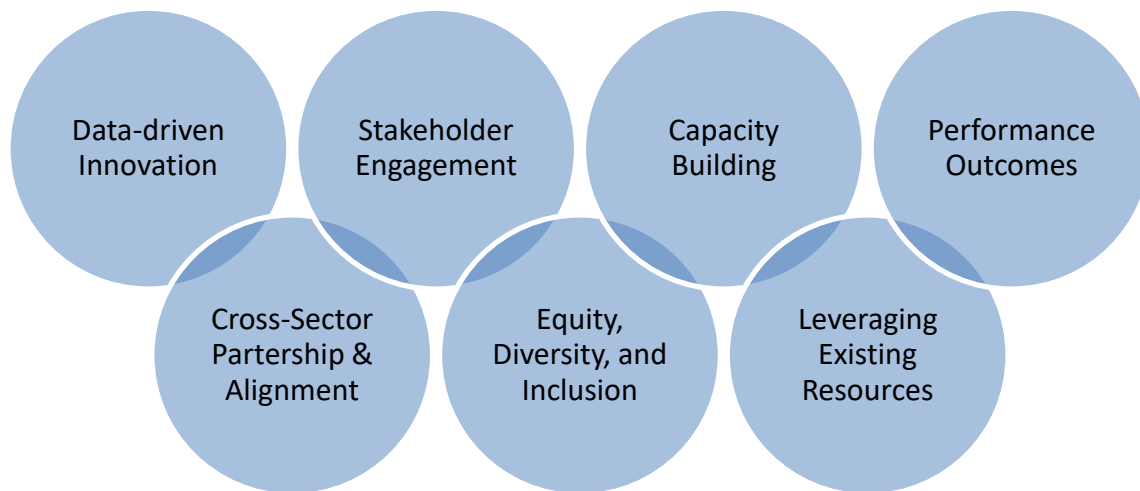 Data-driven
Innovation
Stakeholder
Engagement
Capacity
Building
Performance
Outcomes
Cross-Sector
Partership &
Alignment
Equity,
Diversity, and
Inclusion
Leveraging
Existing
Resources